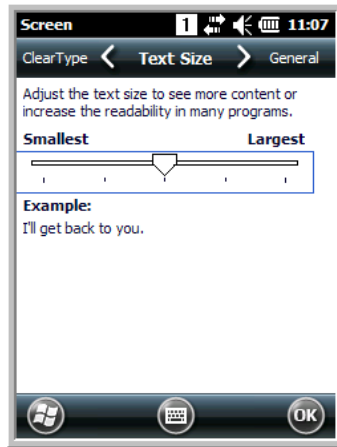 Screen 1 11:07
ClearType Text Size General
Adjust the text size to see more content or
increase the readability in many programs.
Smallest Largest
Example:
I'll get back to you.
OK